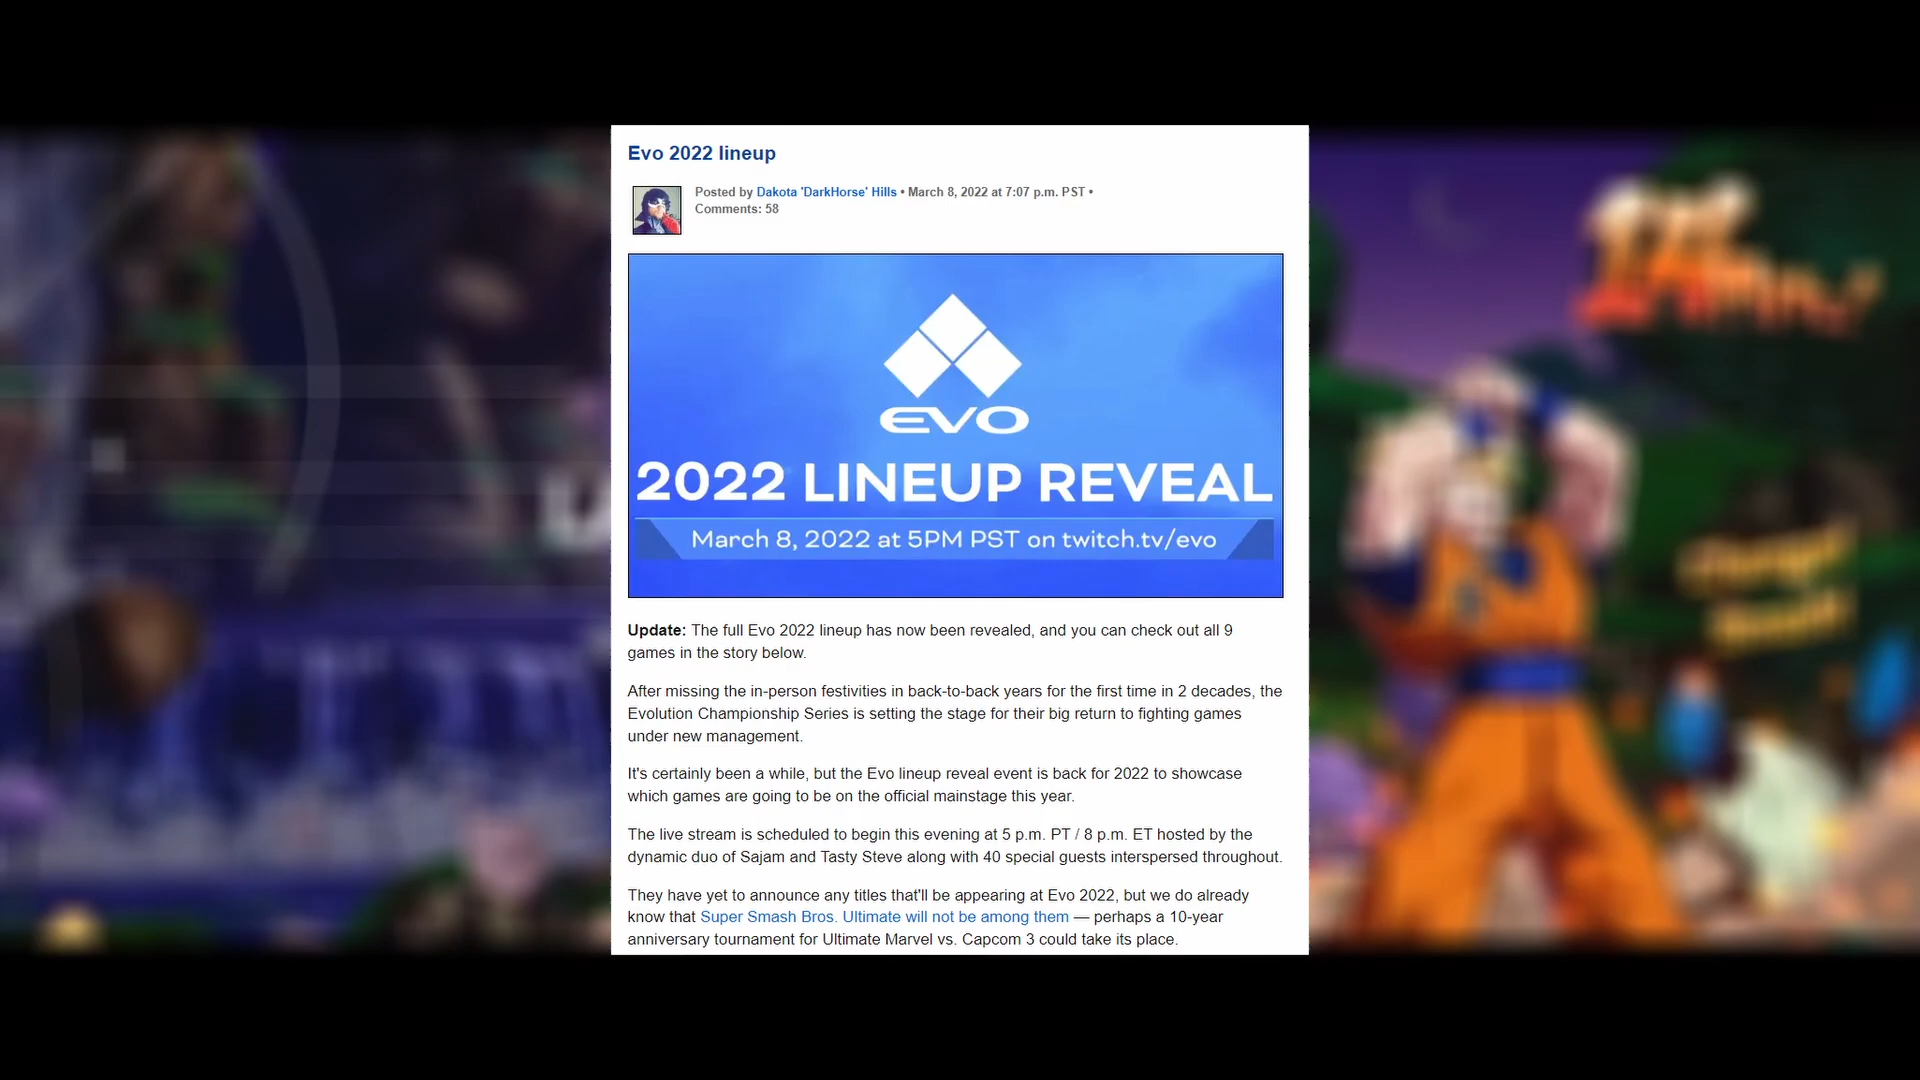 Evo 2022 lineup
Posted by Dakota 'DarkHorse' Hills • March 8, 2022 at 7:07 p.m. PST •
Comments: 58
EVO
2022 LINEUP REVEAL
March 8, 2022 at 5PM PST on twitch.tv/evo
Update: The full Evo 2022 lineup has now been revealed, and you can check out all 9
games in the story below.
After missing the in-person festivities in back-to-back years for the first time in 2 decades, the
Evolution Championship Series is setting the stage for their big return to fighting games
under new management.
It's certainly been a while, but the Evo lineup reveal event is back for 2022 to showcase
which games are going to be on the official mainstage this year.
The live stream is scheduled to begin this evening at 5 p.m. PT / 8 p.m. ET hosted by the
dynamic duo of Sajam and Tasty Steve along with 40 special guests interspersed throughout.
They have yet to announce any titles that'll be appearing at Evo 2022, but we do already
know that Super Smash Bros. Ultimate will not be among them — perhaps a 10-year
anniversary tournament for Ultimate Marvel vs. Capcom 3 could take its place.